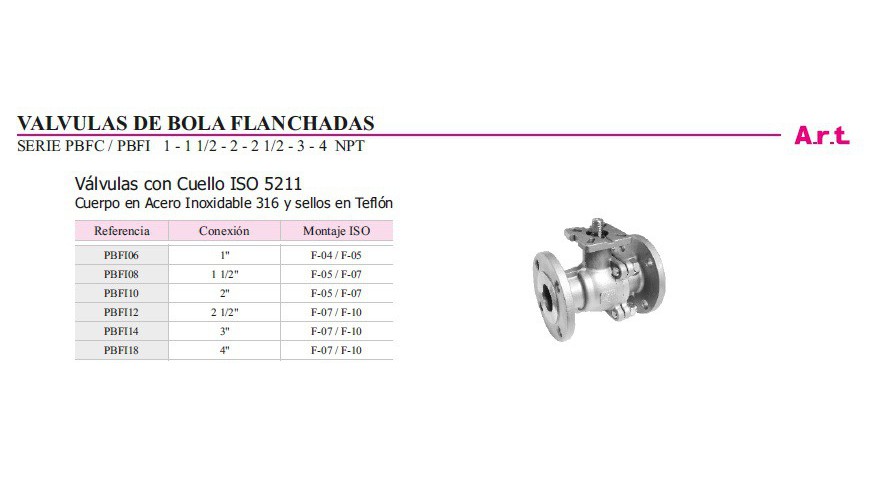 VALVULAS DE BOLA FLANCHADAS
A.r.t.
SERIE PBFC / PBFI 1 - 1 1/2 - 2 - 2 1/2 - 3 - 4 NPT
Válvulas con Cuello ISO 5211
Cuerpo en Acero Inoxidable 316 y sellos en Teflón
Referencia Conexión Montaje ISO
PBFI06 1" F-04 / F-05
PBFI08 1 1/2" F-05 / F-07
PBFI10 2" F-05 / F-07
PBFI12 2 1/2" F-07 / F-10
PBFI14 3" F-07 / F-10
PBFI18 4" F-07 / F-10